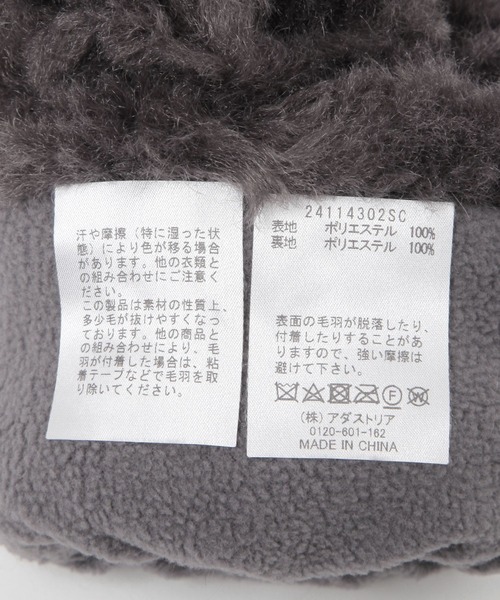 汗や摩擦(特に湿った状
態)により色が移る場合
があります。他の衣類と
の組み合わせにご注意く
ださい。
この製品は素材の性質上、
多少毛が抜けやすくなっ
ております。他の商品と
の組み合わせにより、毛
羽が付着した場合は、粘
着テープなどで毛羽を取
り除いてください。
24114302SC
表地 ポリエステル 100%
裏地 ポリエステル 100%
表面の毛羽が脱落したり、
付着したりすることがあ
りますので、強い摩擦は
避けて下さい。
F W
(株) アダストリア
0120-601-162
MADE IN CHINA